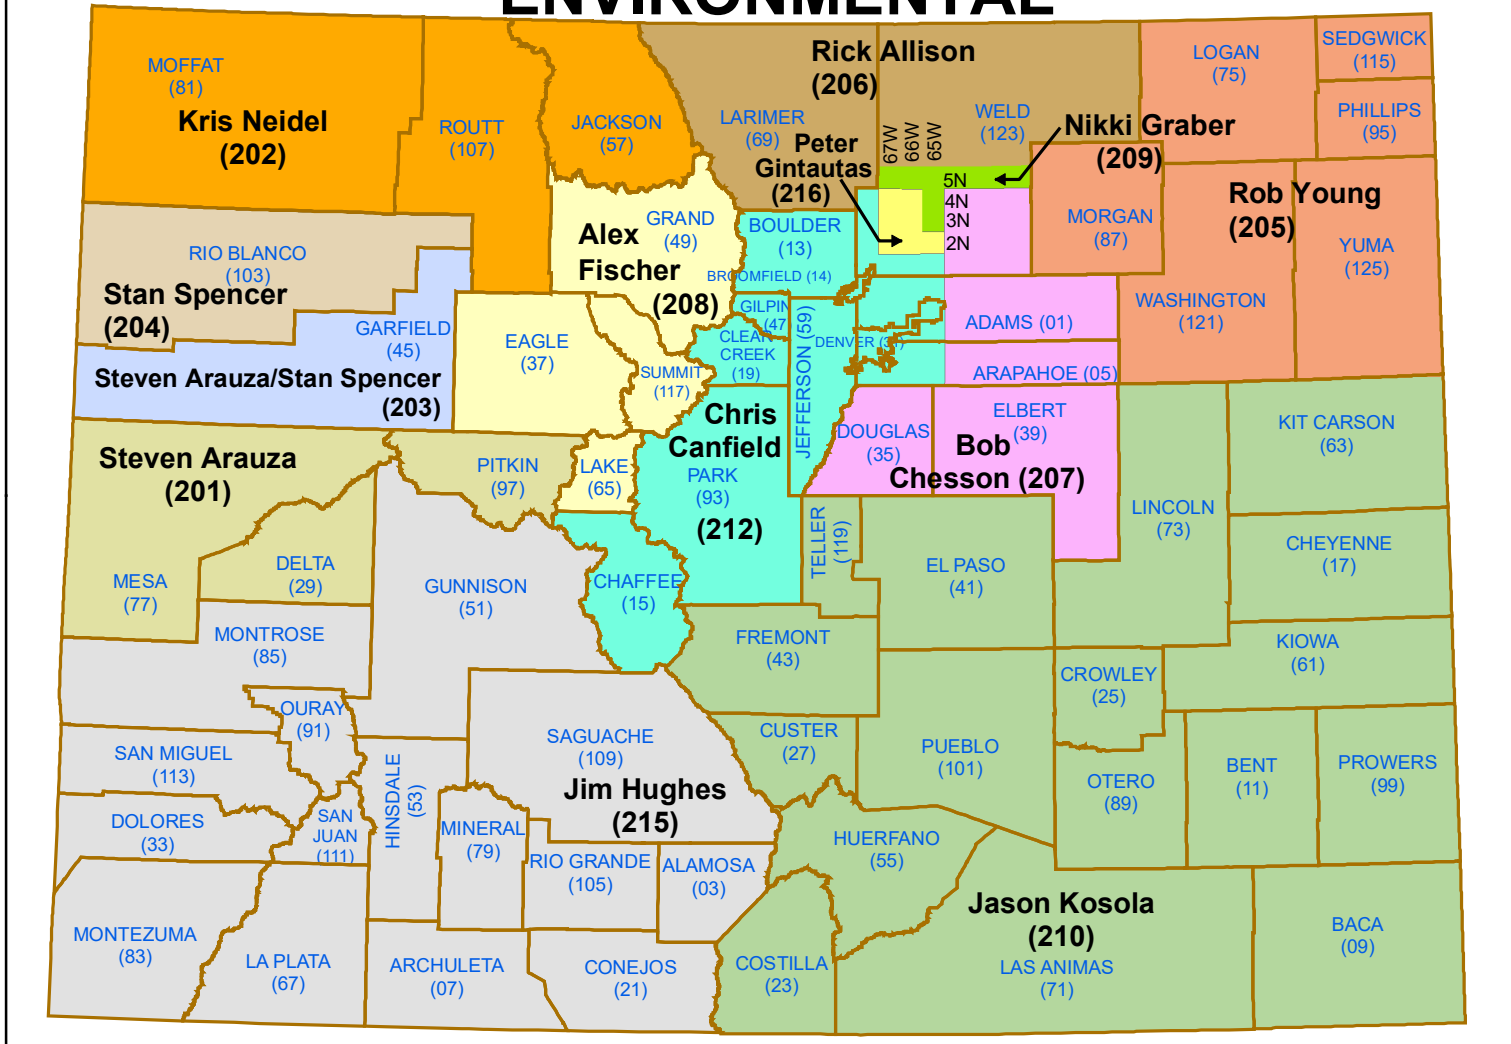 ENVIRONMENTAL
MOFFAT
(81)
Kris Neidel
(202)
ROUTT
(107)
JACKSON
(57)
LARIMER
(69)
Rick Allison
(206)
WELD
(123)
LOGAN
(75)
SEDGWICK
(115)
PHILLIPS
(95)
Peter
Gintautas
(216)
67W
66W
65W
Nikki Graber
(209)
5N
4N
3N
2N
MORGAN
(87)
Rob Young
(205)
YUMA
(125)
WASHINGTON
(121)
RIO BLANCO
(103)
Stan Spencer
(204)
GARFIELD
(45)
Steven Arauza/Stan Spencer
(203)
Alex
Fischer
(208)
GRAND
(49)
EAGLE
(37)
SUMMIT
(117)
BOULDER
(13)
BROOMFIELD (14)
GILPIN
(47
CLEAR
CREEK
(19)
JEFFERSON (59)
DENVER (31)
ADAMS (01)
ARAPAHOE (05)
Steven Arauza
(201)
PITKIN
(97)
LAKE
(65)
Chris
Canfield
PARK
(93)
(212)
DOUGLAS
(35)
ELBERT
(39)
Bob
Chesson (207)
LINCOLN
(73)
KIT CARSON
(63)
CHEYENNE
(17)
MESA
(77)
DELTA
(29)
GUNNISON
(51)
CHAFFEE
(15)
TELLER
(119)
EL PASO
(41)
MONTROSE
(85)
FREMONT
(43)
KIOWA
(61)
CROWLEY
(25)
OURAY
(91)
SAN MIGUEL
(113)
HINSDALE
(53)
SAGUACHE
(109)
Jim Hughes
(215)
CUSTER
(27)
PUEBLO
(101)
OTERO
(89)
BENT
(11)
PROWERS
(99)
DOLORES
(33)
SAN
JUAN
(111)
MINERAL
(79)
RIO GRANDE
(105)
ALAMOSA
(03)
HUERFANO
(55)
Jason Kosola
(210)
MONTEZUMA
(83)
LA PLATA
(67)
ARCHULETA
(07)
CONEJOS
(21)
COSTILLA
(23)
LAS ANIMAS
(71)
BACA
(09)